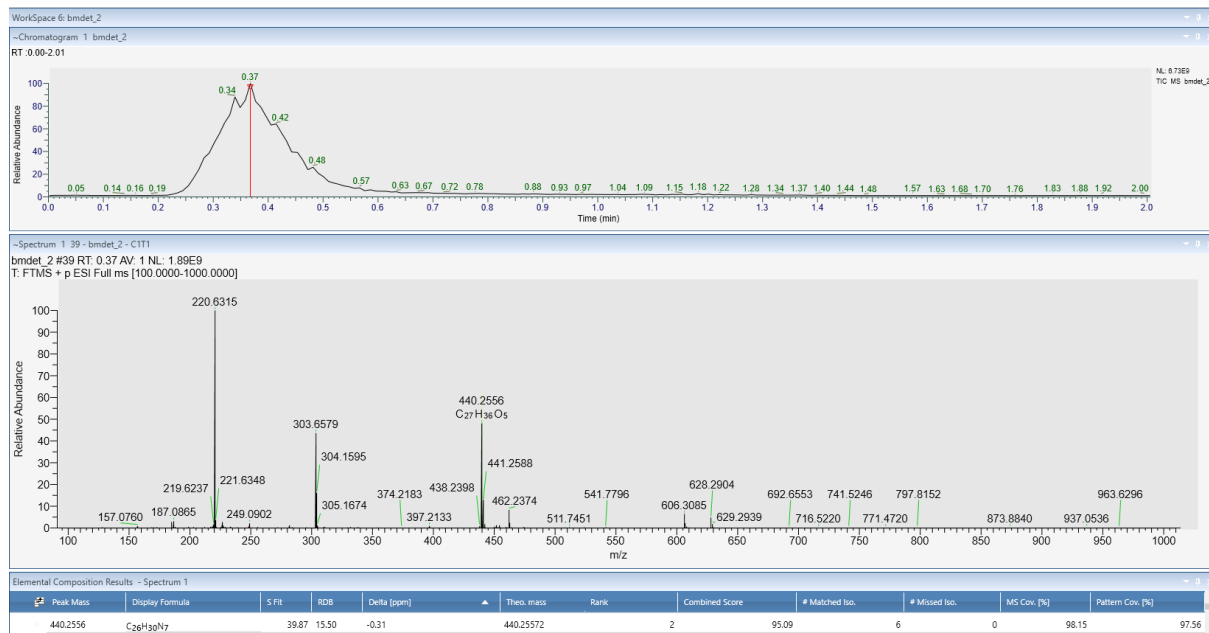 WorkSpace 6: bmdet_2
~Chromatogram 1 bmdet_2
RT :0.00-2.01
NL: 6.73E9
TIC MS bmdet_2
0.37
0.34
0.42
0.48
0.05 0.14 0.16 0.19 0.57 0.63 0.67 0.72 0.78 0.88 0.93 0.97 1.04 1.09 1.15 1.18 1.22 1.28 1.34 1.37 1.40 1.44 1.48 1.57 1.63 1.68 1.70 1.76 1.83 1.88 1.92 2.00
Relative Abundance
100
80
60
40
20
0
0.0 0.1 0.2 0.3 0.4 0.5 0.6 0.7 0.8 0.9 1.0 1.1 1.2 1.3 1.4 1.5 1.6 1.7 1.8 1.9 2.0
Time (min)
~Spectrum 1 39 - bmdet_2 - C1T1
bmdet_2 #39 RT: 0.37 AV: 1 NL: 1.89E9
T: FTMS + p ESI Full ms [100.0000-1000.0000]
220.6315
440.2556
C27H36O5
303.6579
304.1595
441.2588
219.6237 221.6348 374.2183 438.2398 462.2374 541.7796 628.2904 692.6553 741.5246 797.8152 963.6296
157.0760 187.0865 249.0902 305.1674 397.2133 511.7451 606.3085 629.2939 716.5220 771.4720 873.8840 937.0536
Relative Abundance
100
90
80
70
60
50
40
30
20
10
0
100 150 200 250 300 350 400 450 500 550 600 650 700 750 800 850 900 950 1000
m/z
Elemental Composition Results - Spectrum 1
Peak Mass Display Formula S Fit RDB Delta [ppm] Theo. mass Rank Combined Score # Matched Iso. # Missed Iso. MS Cov. [%] Pattern Cov. [%]
440.2556 C26H30N7 39.87 15.50 -0.31 440.25572 2 95.09 6 0 98.15 97.56